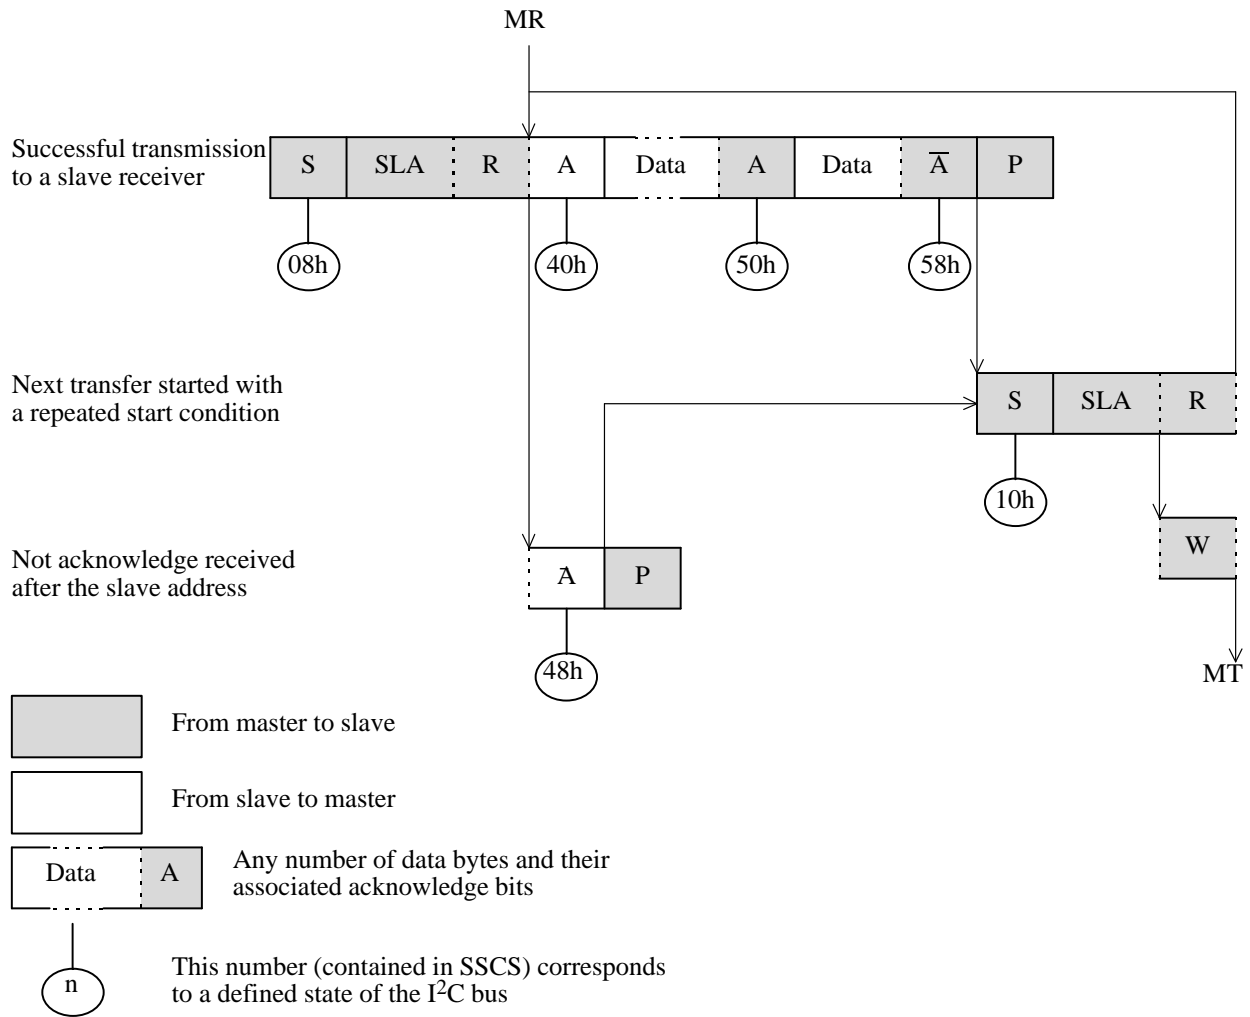 MR
Successful transmission
to a slave receiver
S SLA R A Data A Data A̅ P
08h 40h 50h 58h
Next transfer started with
a repeated start condition
S SLA R
10h
Not acknowledge received
after the slave address
A̅ P
W
48h
MT
From master to slave
From slave to master
Data A
Any number of data bytes and their
associated acknowledge bits
n
This number (contained in SSCS) corresponds
to a defined state of the I²C bus